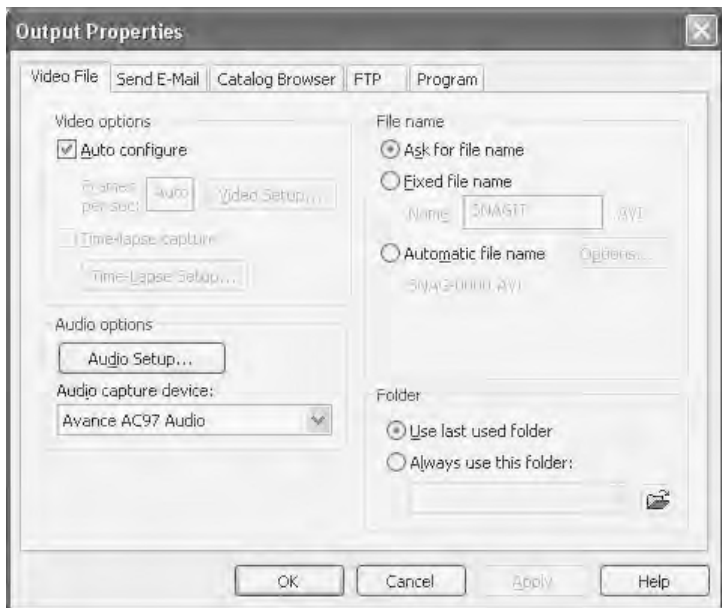 Output Properties
Video File
Send E-Mail
Catalog Browser
FTP
Program
Video options
Auto configure
Frames
per sec:
Auto
Video Setup...
Time-lapse capture
Time-Lapse Setup...
Audio options
Audio Setup...
Audio capture device:
Avance AC97 Audio
File name
Ask for file name
Fixed file name
Name:
SNAGIT
.AVI
Automatic file name
Options...
SNAG-0000.AVI
Folder
Use last used folder
Always use this folder:
OK
Cancel
Apply
Help